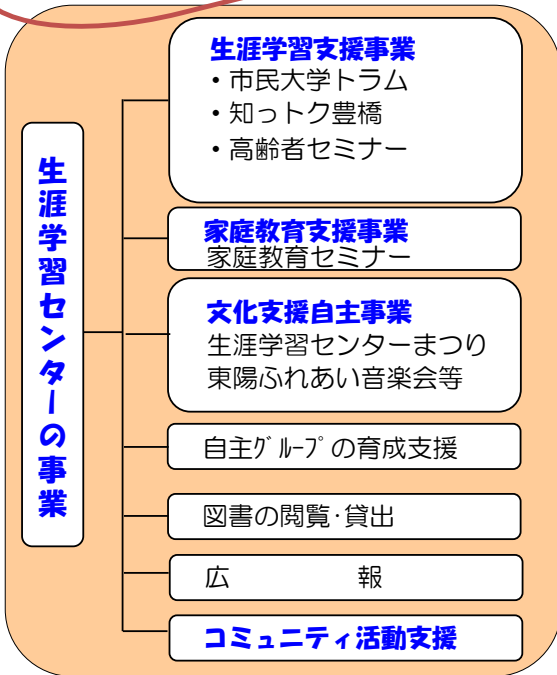 生涯学習センターの事業
生涯学習支援事業
・市民大学トラム
・知っトク豊橋
・高齢者セミナー
家庭教育支援事業
家庭教育セミナー
文化支援自主事業
生涯学習センターまつり
東陽ふれあい音楽会等
自主ｸﾞﾙｰﾌﾟの育成支援
図書の閲覧･貸出
広　　　　報
コミュニティ活動支援